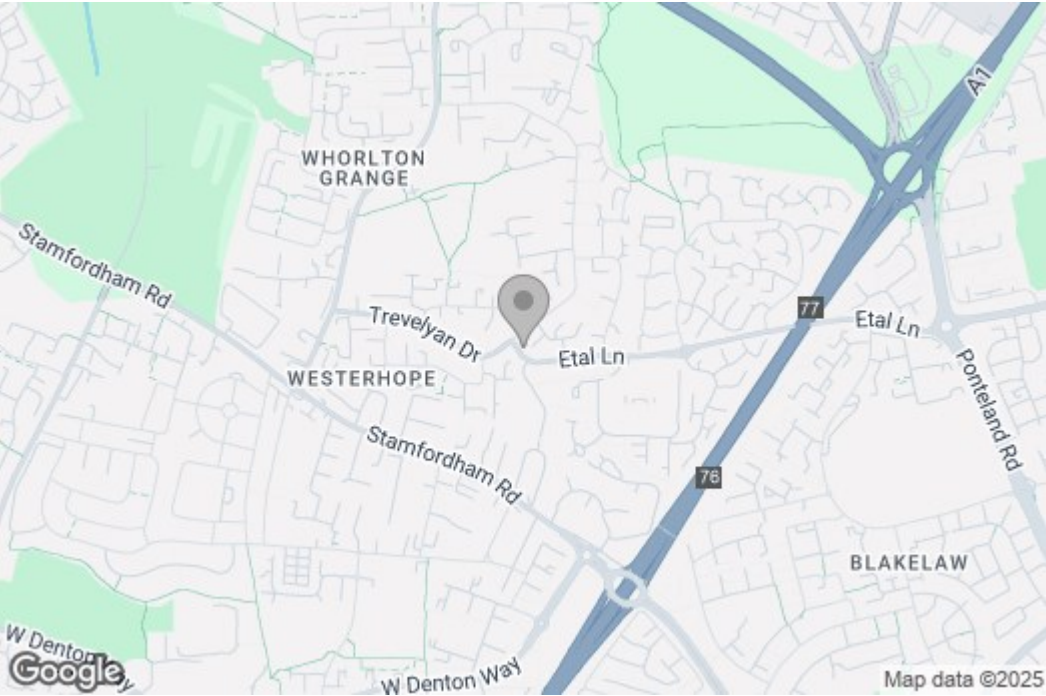 A1
WHORLTON
GRANGE
Stamfordham Rd
77
Trevelyan Dr
Etal Ln
Etal Ln
WESTERHOPE
Ponteland Rd
Stamfordham Rd
76
BLAKELAW
W Denton
W Denton Way
Google
Map data ©2025